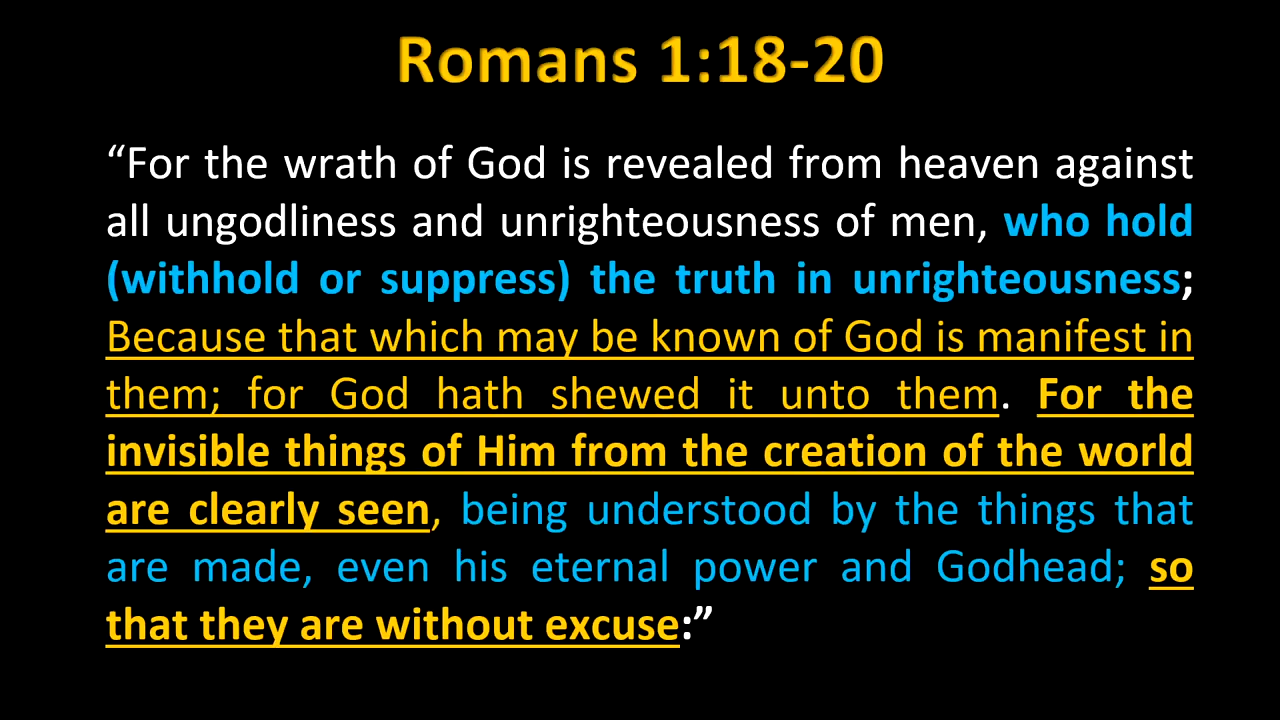 Romans 1:18-20
“For the wrath of God is revealed from heaven against
all ungodliness and unrighteousness of men, who hold
(withhold or suppress) the truth in unrighteousness;
Because that which may be known of God is manifest in
them; for God hath shewed it unto them. For the
invisible things of Him from the creation of the world
are clearly seen, being understood by the things that
are made, even his eternal power and Godhead; so
that they are without excuse:”